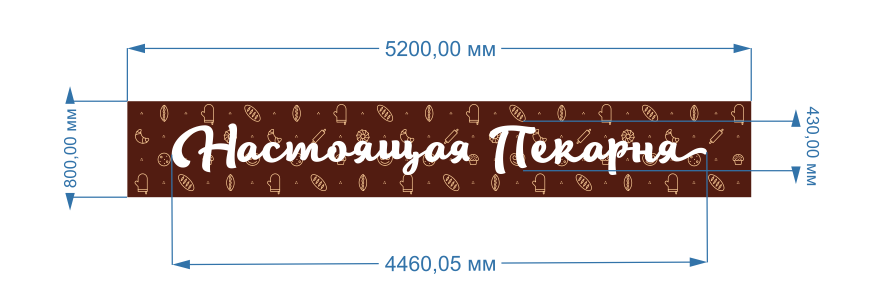 5200,00 мм
800,00 мм
Настоящая Пекарня
430,00 мм
4460,05 мм